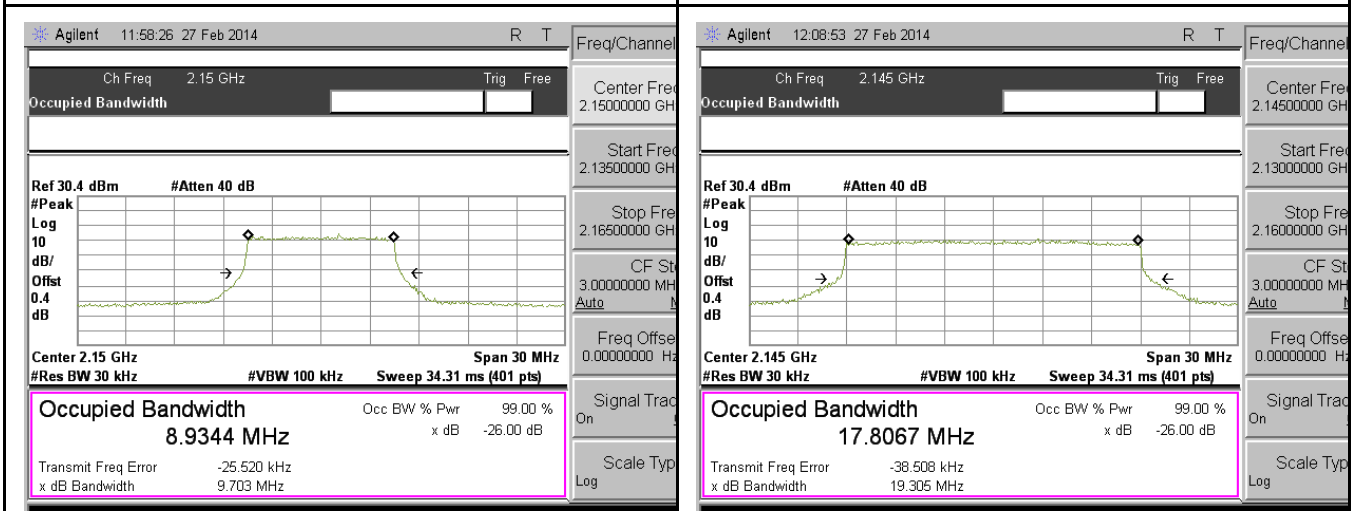 Agilent 11:58:26 27 Feb 2014 R T
Ch Freq 2.15 GHz Trig Free
Occupied Bandwidth
Ref 30.4 dBm #Atten 40 dB
#Peak
Log
10
dB/
Offst
0.4
dB
Center 2.15 GHz Span 30 MHz
#Res BW 30 kHz #VBW 100 kHz Sweep 34.31 ms (401 pts)
Occupied Bandwidth Occ BW % Pwr 99.00 %
8.9344 MHz x dB -26.00 dB
Transmit Freq Error -25.520 kHz
x dB Bandwidth 9.703 MHz
Freq/Channel
Center Freq
2.15000000 GH
Start Freq
2.13500000 GH
Stop Fre
2.16500000 GH
CF St
3.00000000 MH
Auto
Freq Offse
0.00000000 Hz
Signal Trac
On
Scale Typ
Log
Agilent 12:08:53 27 Feb 2014 R T
Ch Freq 2.145 GHz Trig Free
Occupied Bandwidth
Ref 30.4 dBm #Atten 40 dB
#Peak
Log
10
dB/
Offst
0.4
dB
Center 2.145 GHz Span 30 MHz
#Res BW 30 kHz #VBW 100 kHz Sweep 34.31 ms (401 pts)
Occupied Bandwidth Occ BW % Pwr 99.00 %
17.8067 MHz x dB -26.00 dB
Transmit Freq Error -38.508 kHz
x dB Bandwidth 19.305 MHz
Freq/Channel
Center Fre
2.14500000 GH
Start Fre
2.13000000 GH
Stop Fre
2.16000000 GH
CF St
3.00000000 MH
Auto
Freq Offse
0.00000000 Hz
Signal Trac
On
Scale Typ
Log